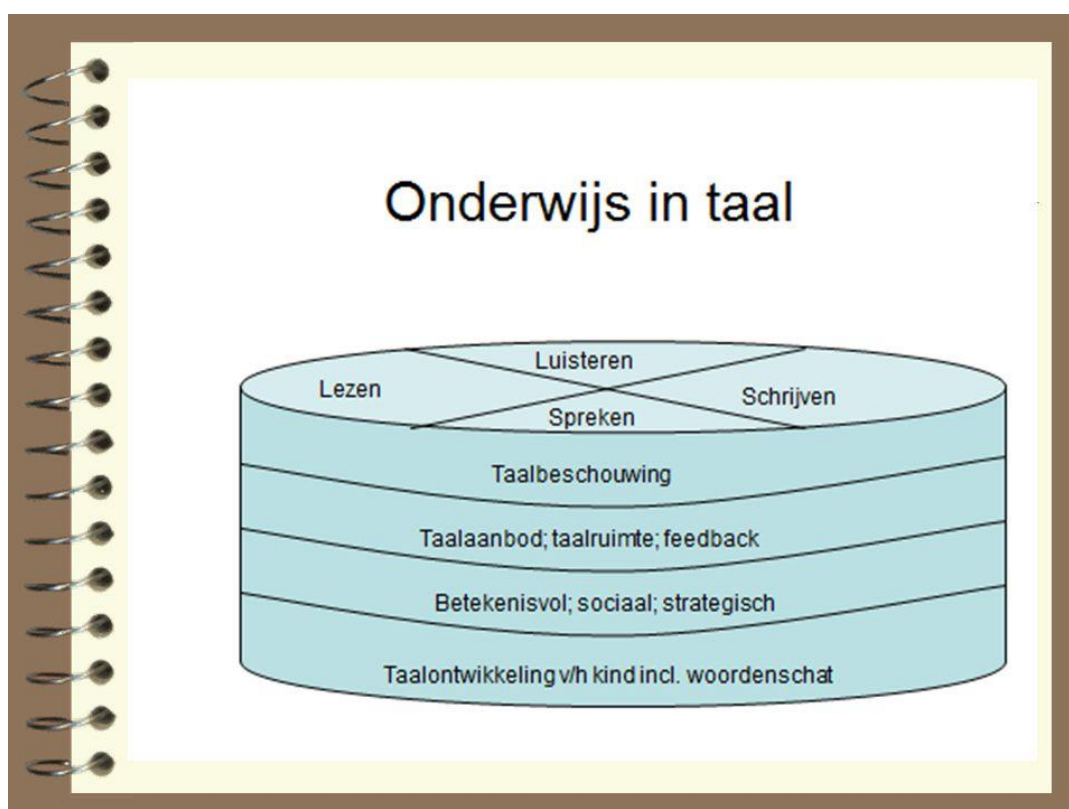 Onderwijs in taal
Luisteren
Lezen
Schrijven
Spreken
Taalbeschouwing
Taalaanbod; taalruimte; feedback
Betekenisvol; sociaal; strategisch
Taalontwikkeling v/h kind incl. woordenschat